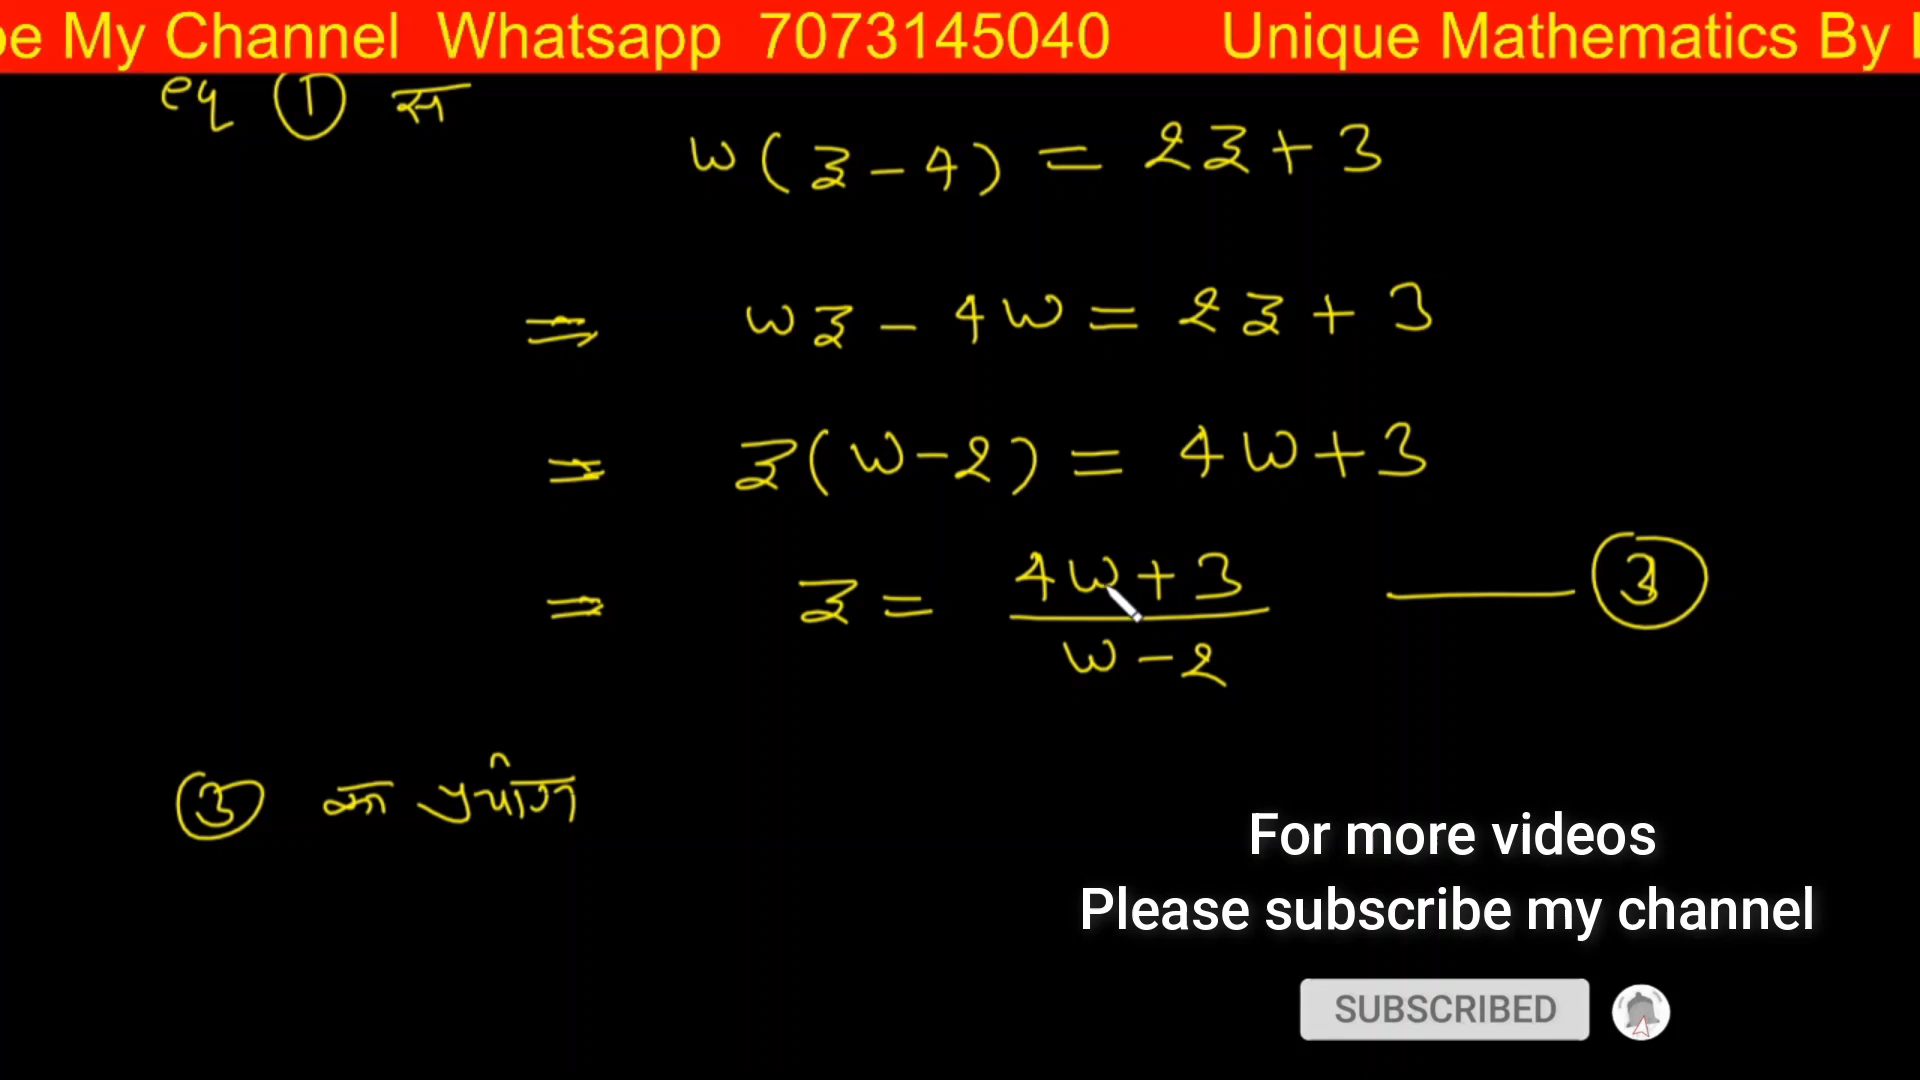 be My Channel Whatsapp 7073145040 Unique Mathematics By
eq ① से
w(z-4) = 2z+3
⇒ wz - 4w = 2z + 3
⇒ z(w-2) = 4w+3
⇒ z = (4w+3)/(w-2) ——— ③
③ का प्रयोग
For more videos
Please subscribe my channel
SUBSCRIBED